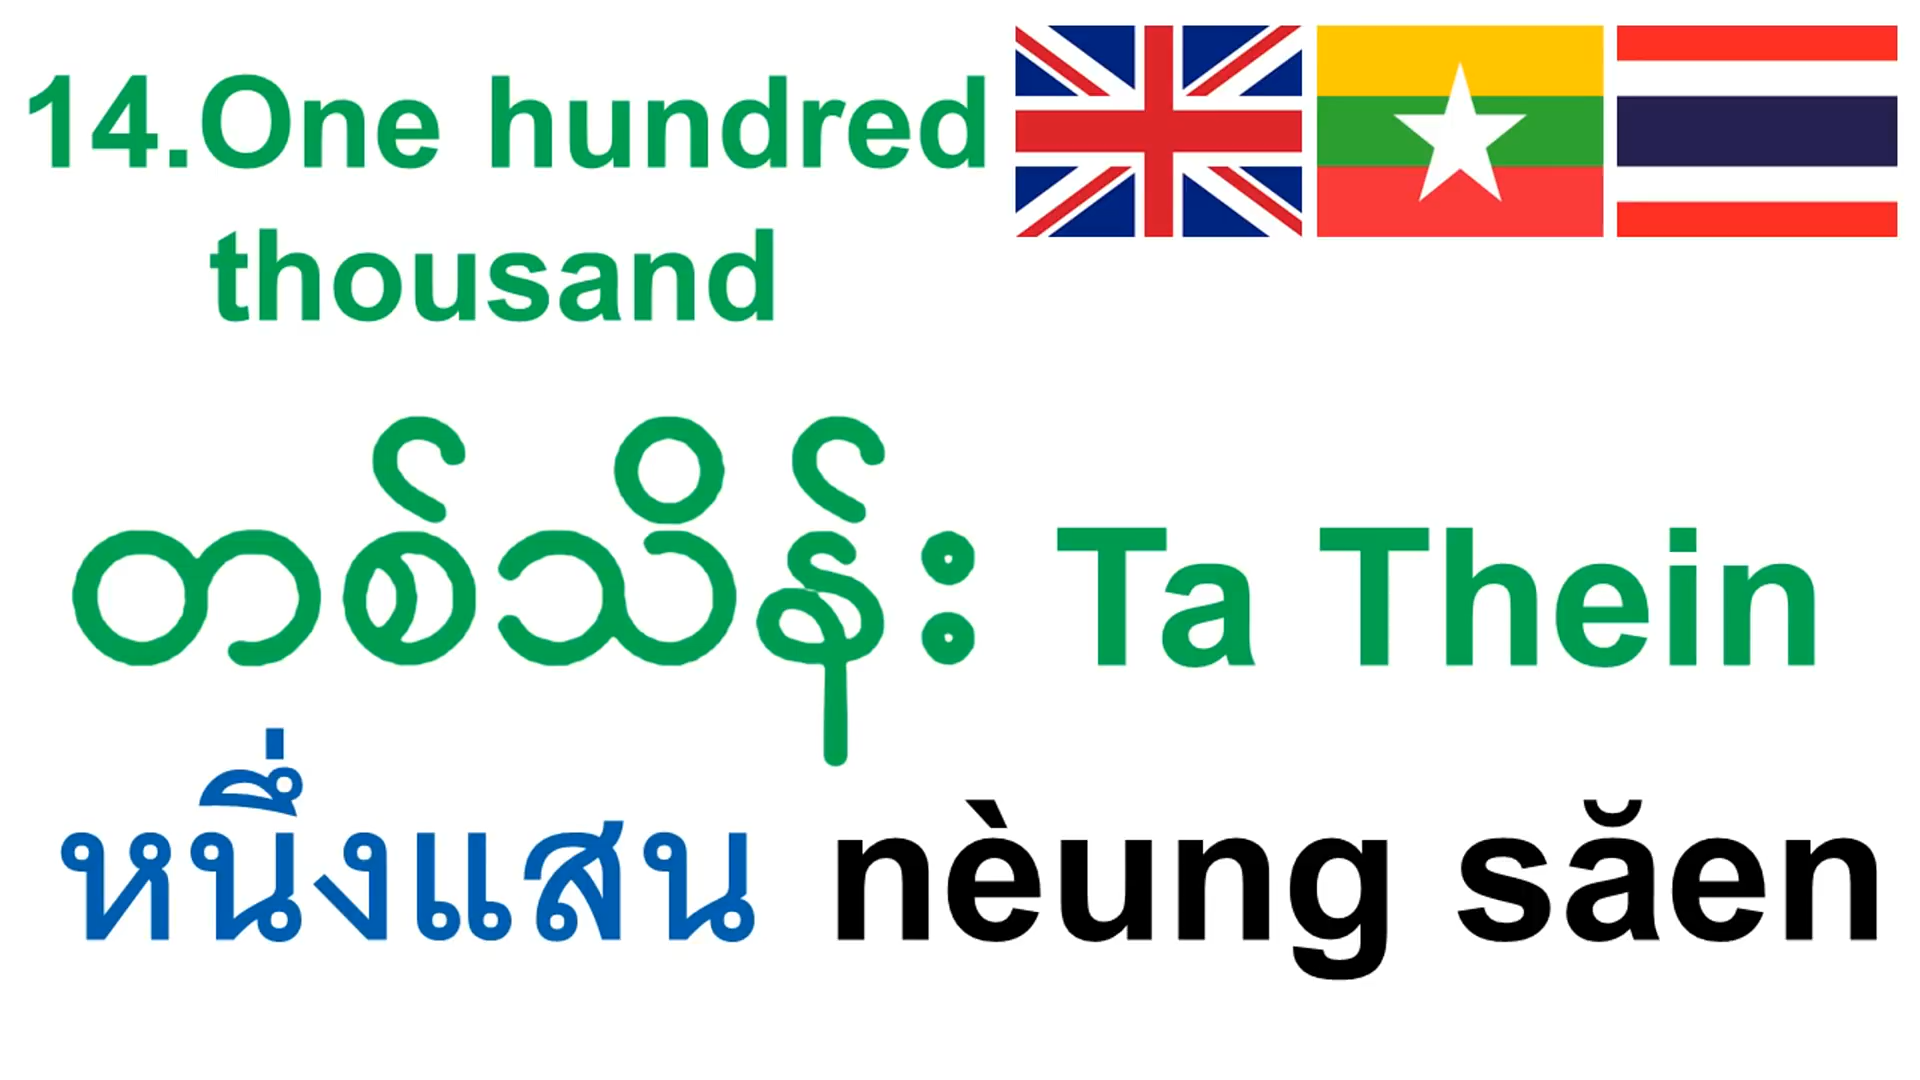 14.One hundred
thousand
တစ်သိန်း Ta Thein
หนึ่งแสน nèung săen